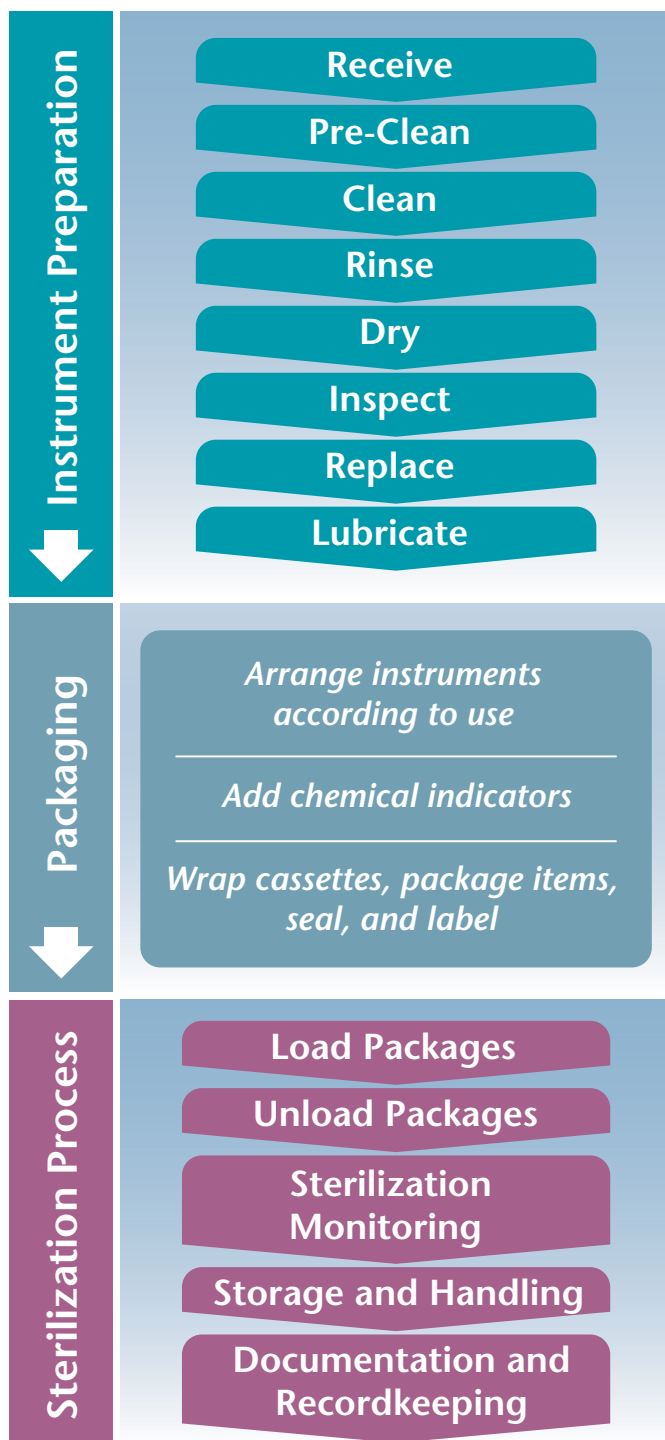 Instrument Preparation
Receive
Pre-Clean
Clean
Rinse
Dry
Inspect
Replace
Lubricate
Packaging
Arrange instruments
according to use
Add chemical indicators
Wrap cassettes, package items,
seal, and label
Sterilization Process
Load Packages
Unload Packages
Sterilization
Monitoring
Storage and Handling
Documentation and
Recordkeeping